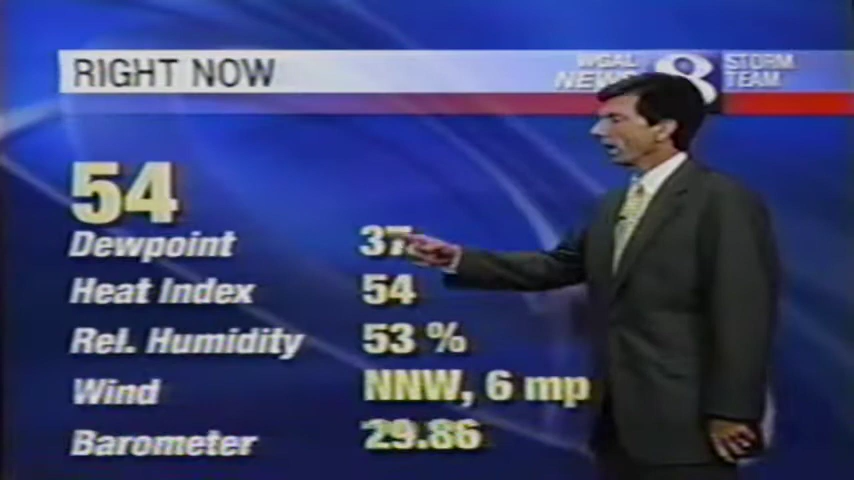 RIGHT NOW
WGAL 8 STORM
NEWS TEAM
54
Dewpoint 37
Heat Index 54
Rel. Humidity 53 %
Wind NNW, 6 mp
Barometer 29.86